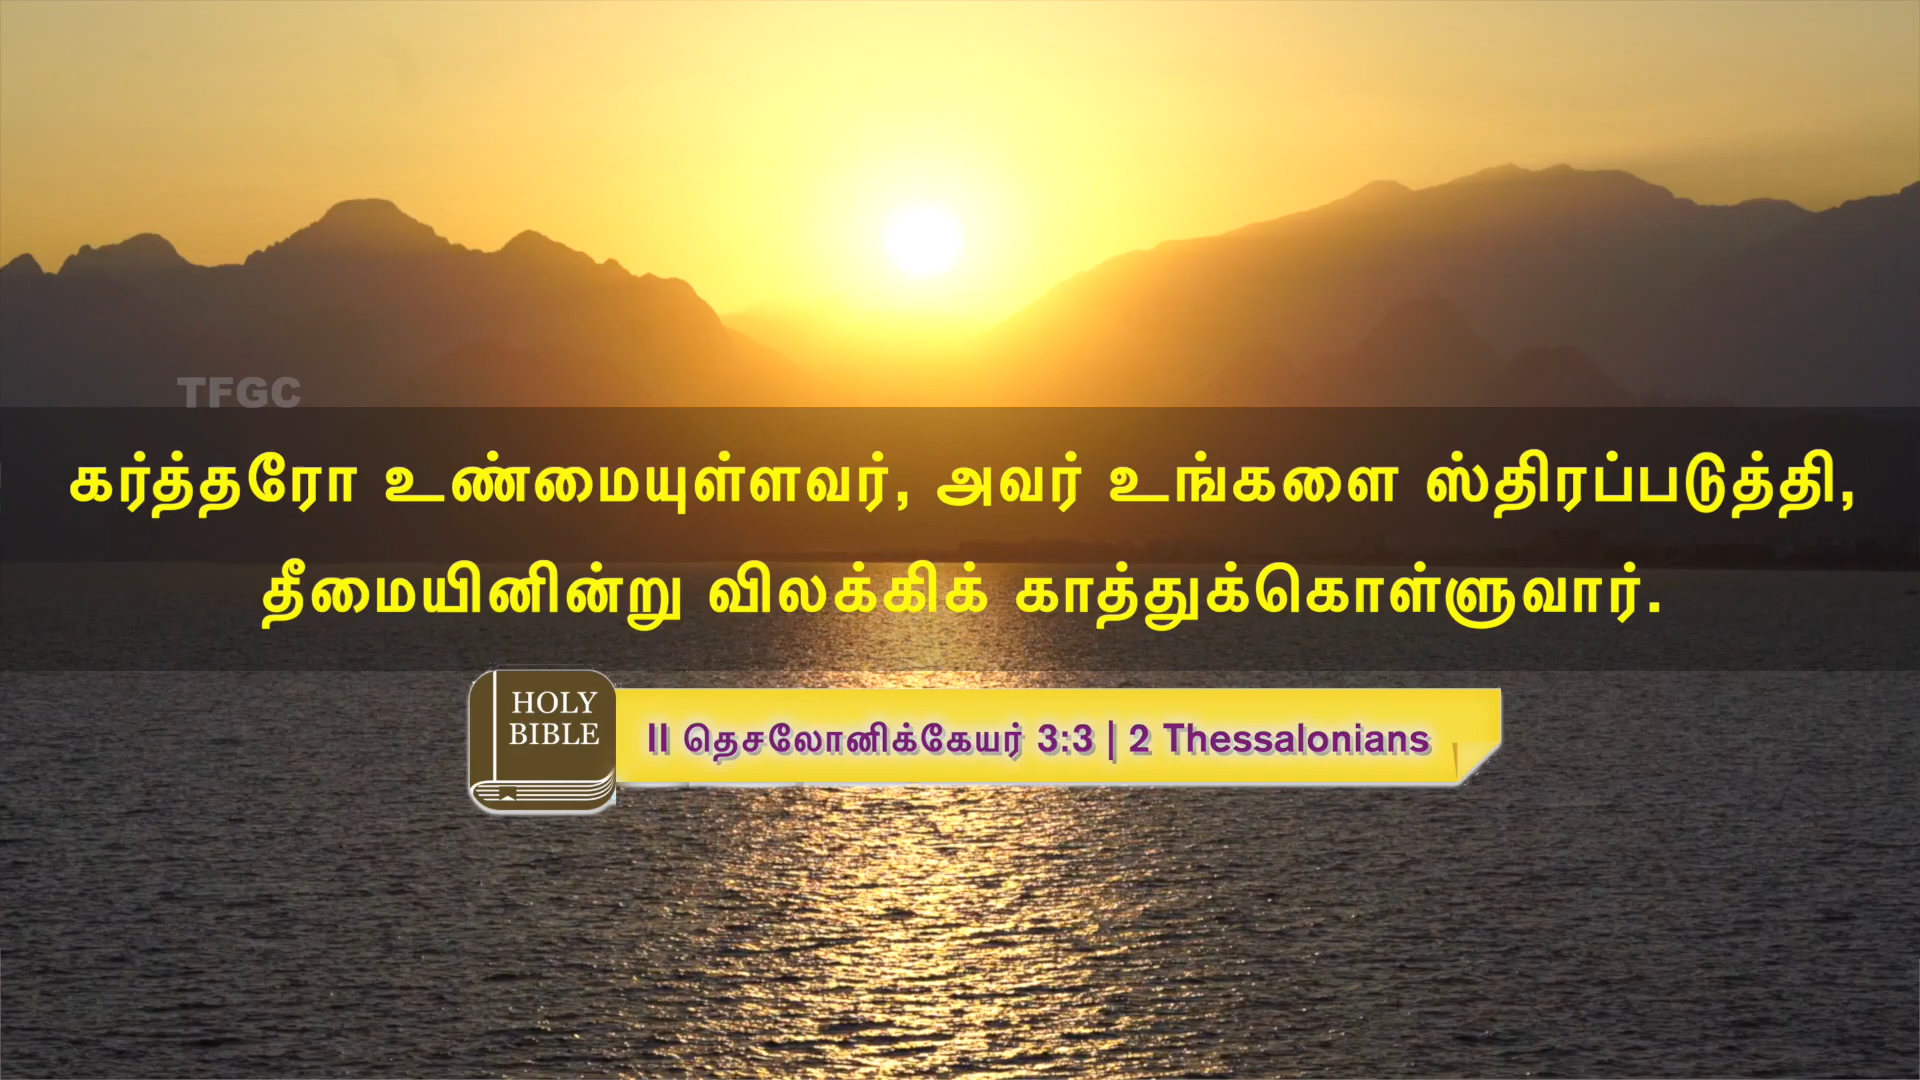 TFGC
கர்த்தரோ உண்மையுள்ளவர், அவர் உங்களை ஸ்திரப்படுத்தி,
தீமையினின்று விலக்கிக் காத்துக்கொள்ளுவார்.
HOLY
BIBLE
II தெசலோனிக்கேயர் 3:3 | 2 Thessalonians